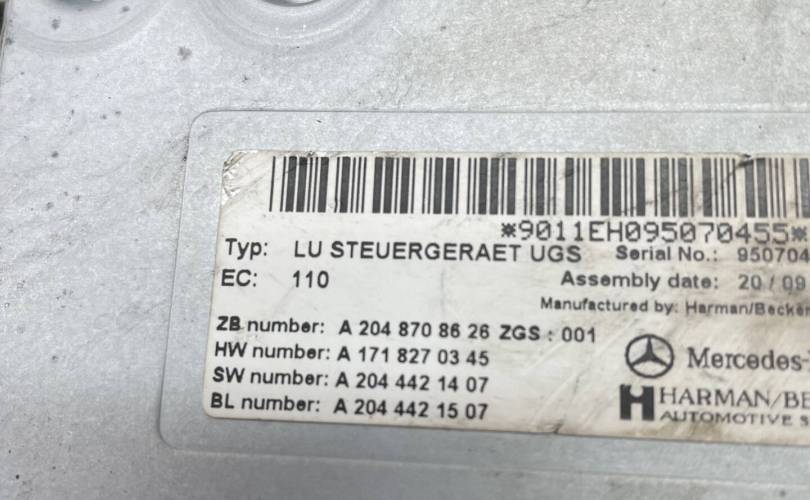 *9011EH095070455*
Typ: LU STEUERGERAET UGS Serial No.: 950704
EC: 110 Assembly date: 20 / 09
Manufactured by: Harman/Becker
ZB number: A 204 870 86 26 ZGS : 001
HW number: A 171 827 03 45
SW number: A 204 442 14 07
BL number: A 204 442 15 07
Mercedes-
HARMAN/BE
AUTOMOTIVE S